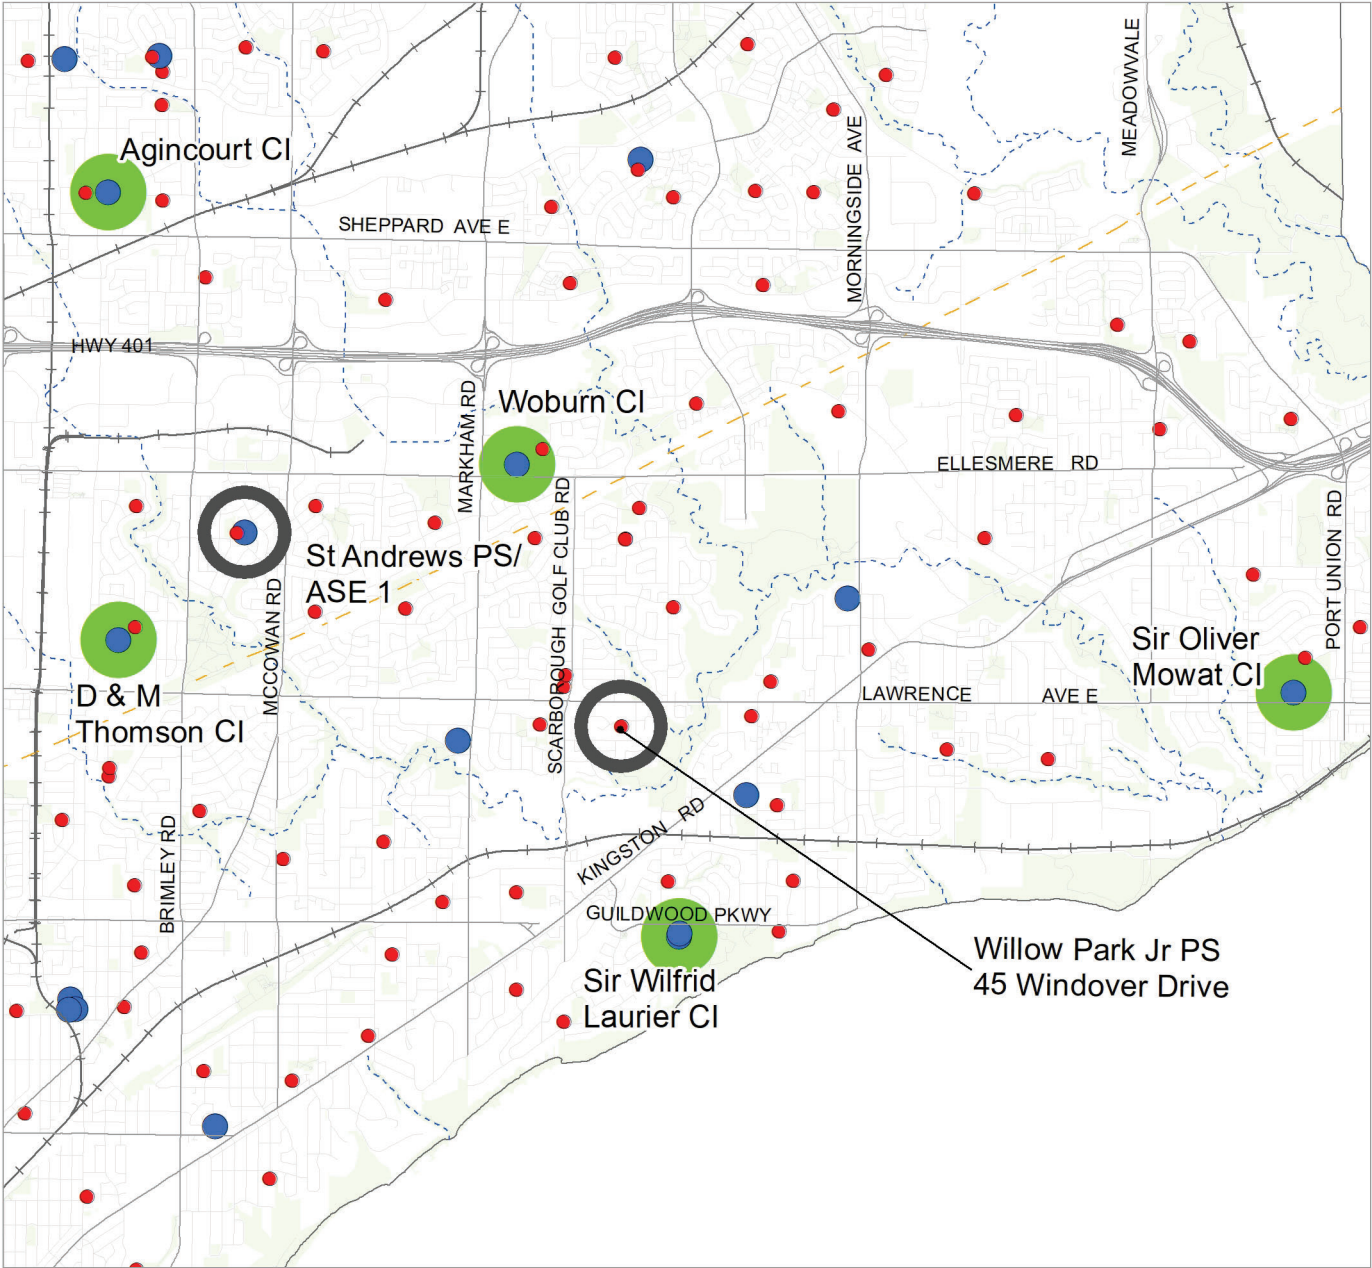 MEADOWVALE
Agincourt CI
MORNINGSIDE AVE
SHEPPARD AVE E
HWY 401
MARKHAM RD
Woburn CI
ELLESMERE RD
SCARBOROUGH GOLF CLUB RD
PORT UNION RD
St Andrews PS/
ASE 1
MCCOWAN RD
Sir Oliver
Mowat CI
D & M
Thomson CI
LAWRENCE AVE E
BRIMLEY RD
KINGSTON RD
GUILDWOOD PKWY
Willow Park Jr PS
45 Windover Drive
Sir Wilfrid
Laurier CI